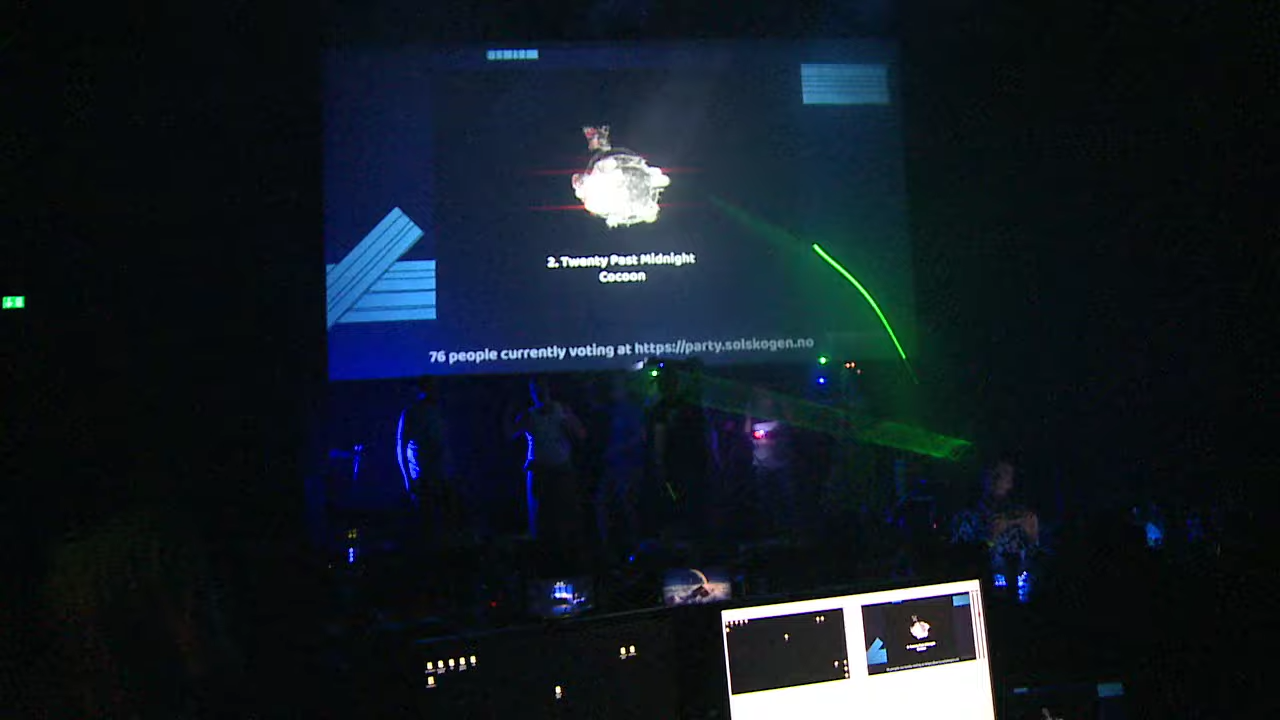 2. Twenty Past Midnight
Cocoon
76 people currently voting at https://party.solskogen.no